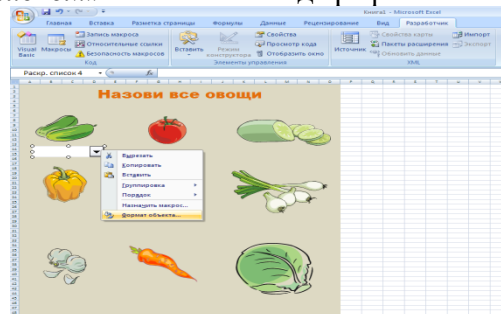 Книга1 - Microsoft Excel
Главная Вставка Разметка страницы Формулы Данные Рецензирование Вид Разработчик
Visual Basic Макросы Запись макроса Относительные ссылки Безопасность макросов Вставить Режим конструктора Свойства Просмотр кода Отобразить окно Источник Свойства карты Пакеты расширения Обновить данные Импорт Экспорт
Код Элементы управления XML
Раскр. список 4 fx
Назови все овощи
Вырезать
Копировать
Вставить
Группировка
Порядок
Назначить макрос...
Формат объекта...